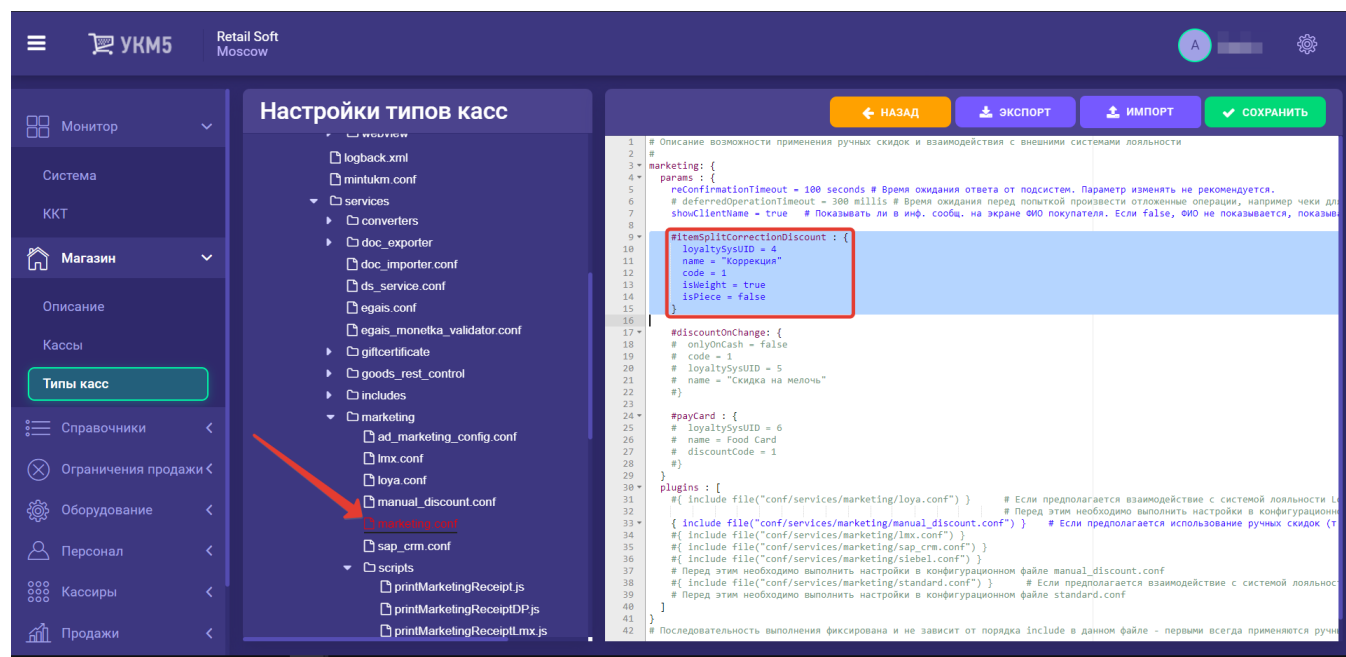 УКМ5
Retail Soft
Moscow
A
Монитор
Система
ККТ
Магазин
Описание
Кассы
Типы касс
Справочники
Ограничения продажи
Оборудование
Персонал
Кассиры
Продажи
Настройки типов касс
webview
logback.xml
mintukm.conf
services
converters
doc_exporter
doc_importer.conf
ds_service.conf
egais.conf
egais_monetka_validator.conf
giftcertificate
goods_rest_control
includes
marketing
ad_marketing_config.conf
lmx.conf
loya.conf
manual_discount.conf
marketing.conf
sap_crm.conf
scripts
printMarketingReceipt.js
printMarketingReceiptDP.js
printMarketingReceiptLmx.js
НАЗАД
ЭКСПОРТ
ИМПОРТ
СОХРАНИТЬ
1 # Описание возможности применения ручных скидок и взаимодействия с внешними системами лояльности
2 #
3 marketing: {
4 params : {
5 reConfirmationTimeout = 100 seconds # Время ожидания ответа от подсистем. Параметр изменять не рекомендуется.
6 # deferredOperationTimeout = 300 millis # Время ожидания перед попыткой произвести отложенные операции, например чеки дл
7 showClientName = true # Показывать ли в инф. сообщ. на экране ФИО покупателя. Если false, ФИО не показывается, показыва
8
9 #itemSplitCorrectionDiscount : {
10 loyaltySysUID = 4
11 name = "Коррекция"
12 code = 1
13 isWeight = true
14 isPiece = false
15 }
16
17 #discountOnChange: {
18 # onlyOnCash = false
19 # code = 1
20 # loyaltySysUID = 5
21 # name = "Скидка на мелочь"
22 #}
23
24 #payCard : {
25 # loyaltySysUID = 6
26 # name = Food Card
27 # discountCode = 1
28 #}
29 }
30 plugins : [
31 #{ include file("conf/services/marketing/loya.conf") } # Если предполагается взаимодействие с системой лояльности Lo
32 # Перед этим необходимо выполнить настройки в конфигурационн
33 { include file("conf/services/marketing/manual_discount.conf") } # Если предполагается использование ручных скидок (т
34 #{ include file("conf/services/marketing/lmx.conf") }
35 #{ include file("conf/services/marketing/sap_crm.conf") }
36 #{ include file("conf/services/marketing/siebel.conf") }
37 # Перед этим необходимо выполнить настройки в конфигурационном файле manual_discount.conf
38 #{ include file("conf/services/marketing/standard.conf") } # Если предполагается взаимодействие с системой лояльнос
39 # Перед этим необходимо выполнить настройки в конфигурационном файле standard.conf
40 ]
41 }
42 # Последовательность выполнения фиксирована и не зависит от порядка include в данном файле - первыми всегда применяются ручн